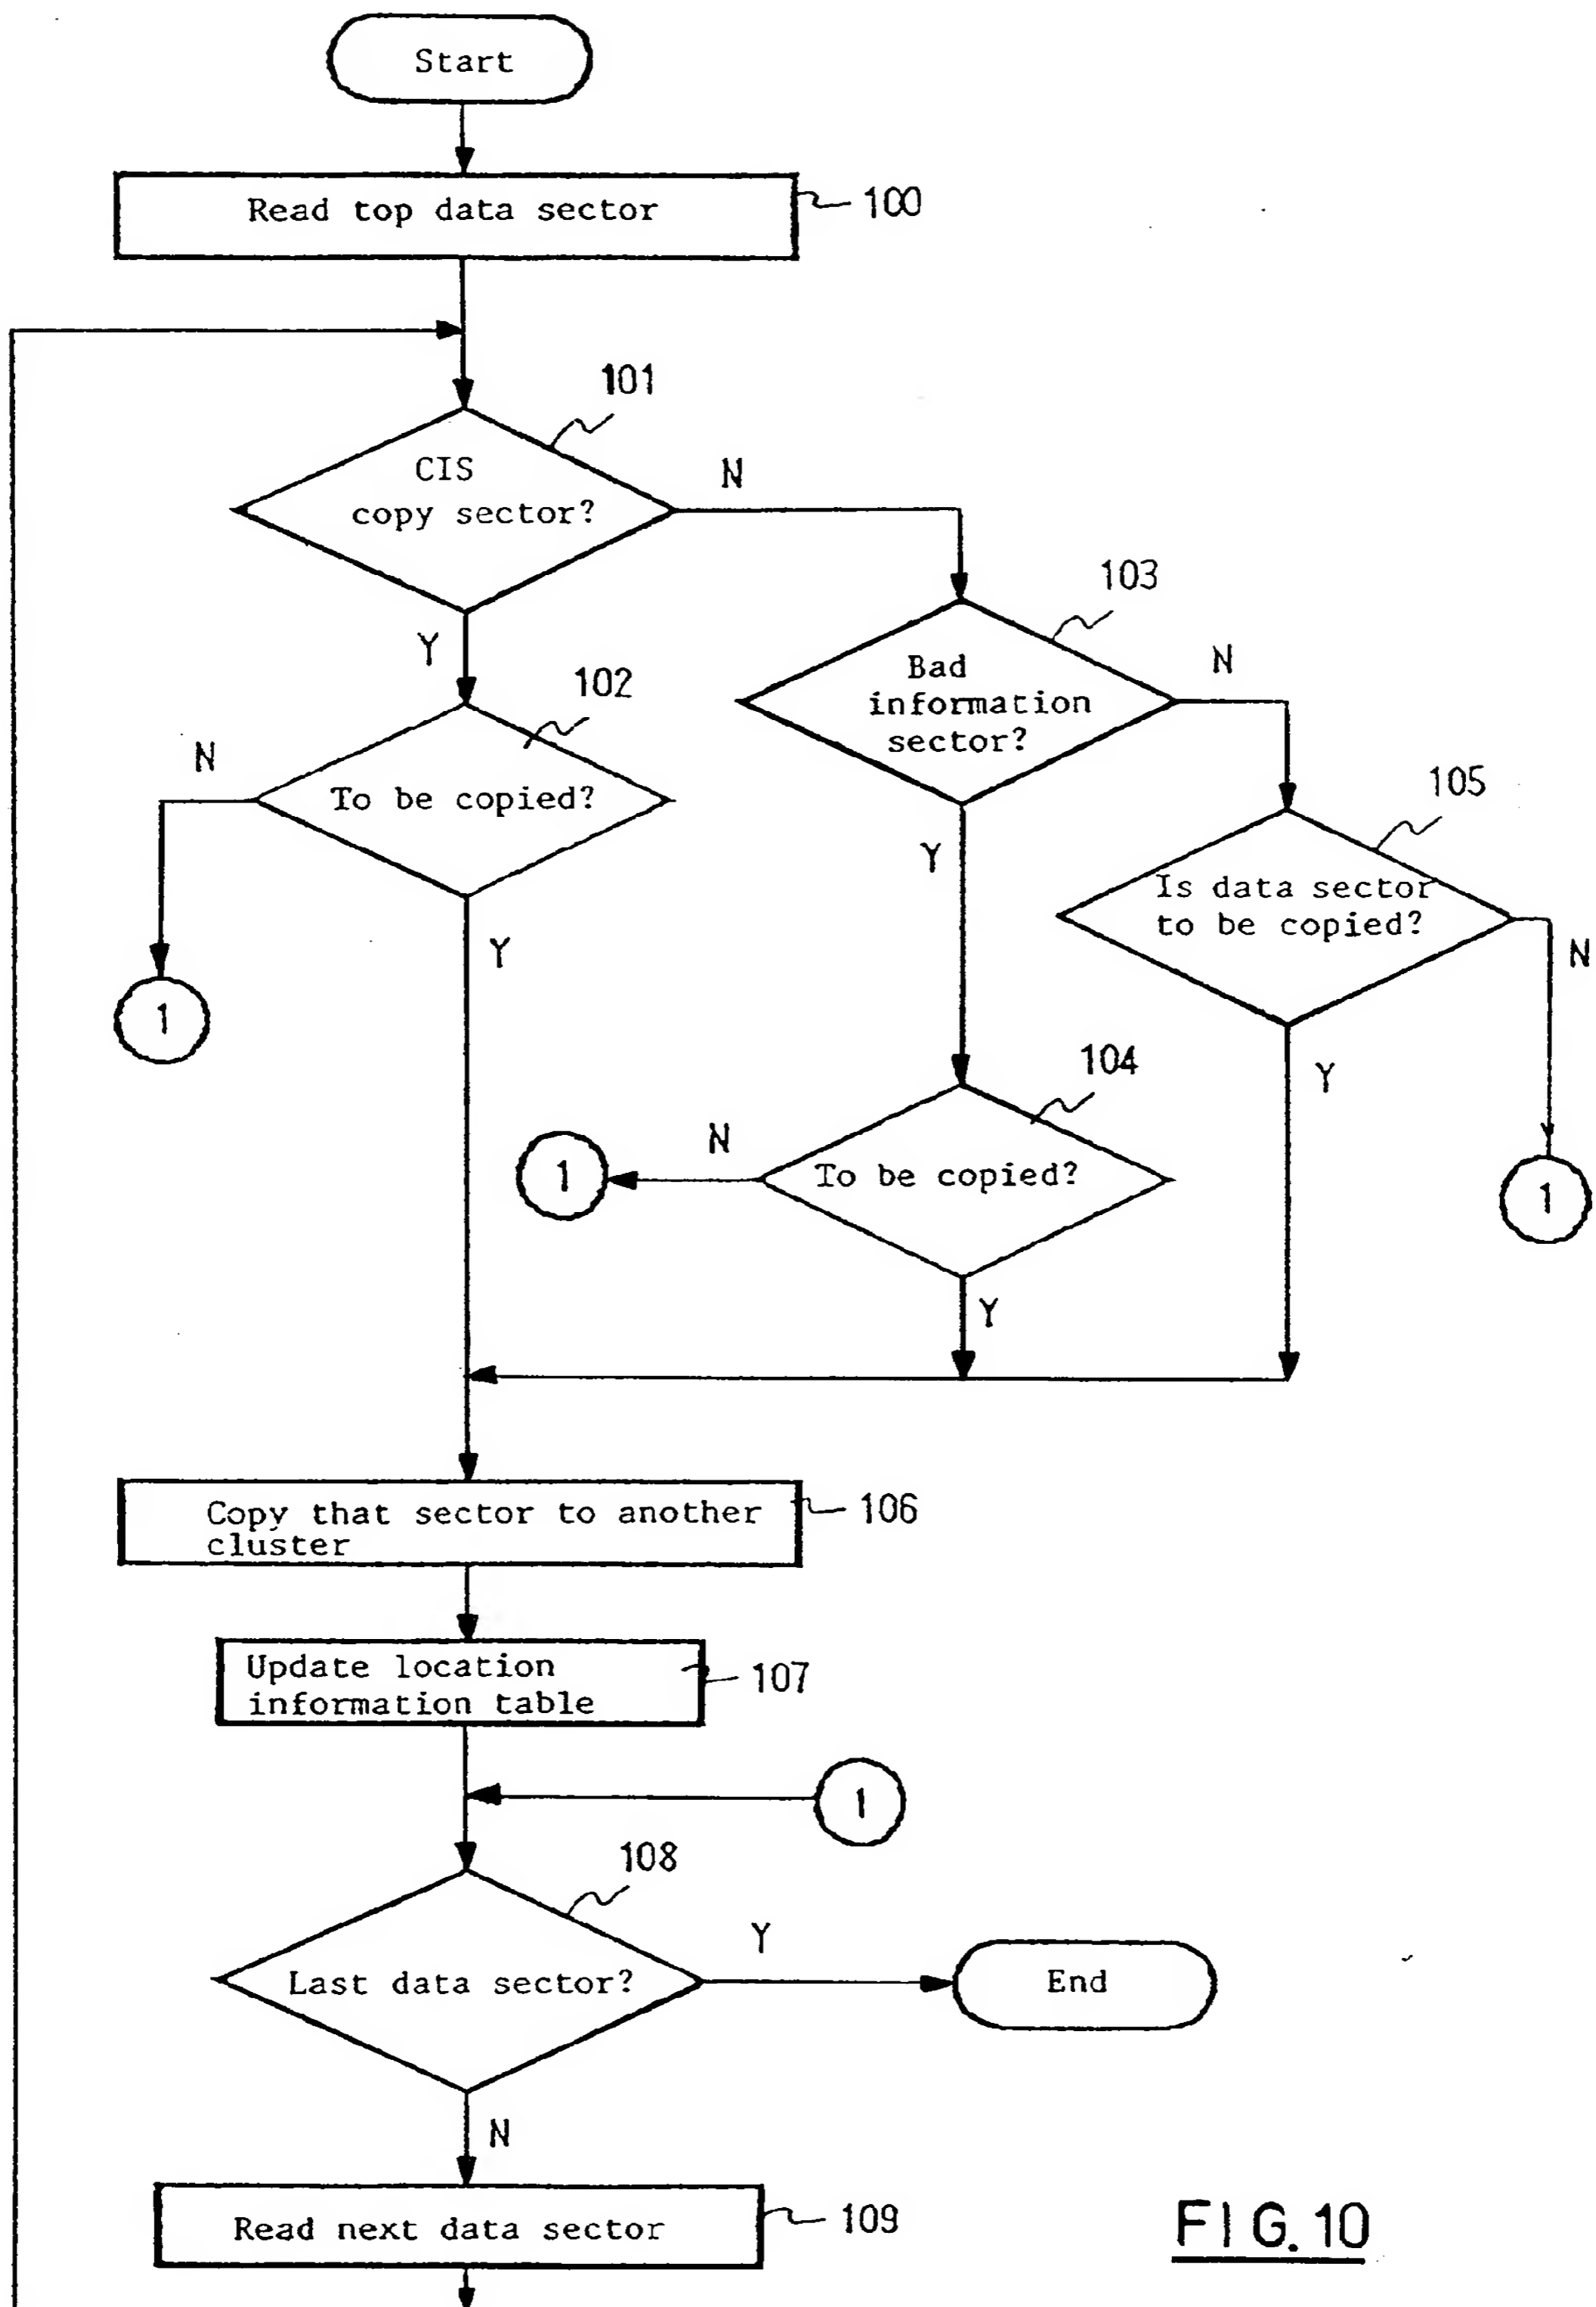 Start
Read top data sector
100
101
CIS
copy sector?
N
Y
103
Bad
information
sector?
N
102
To be copied?
N
Y
Y
105
Is data sector
to be copied?
N
1
104
To be copied?
N
1
Y
Y
1
106
Copy that sector to another
cluster
107
Update location
information table
1
108
Last data sector?
Y
End
N
Read next data sector
109
FIG.10